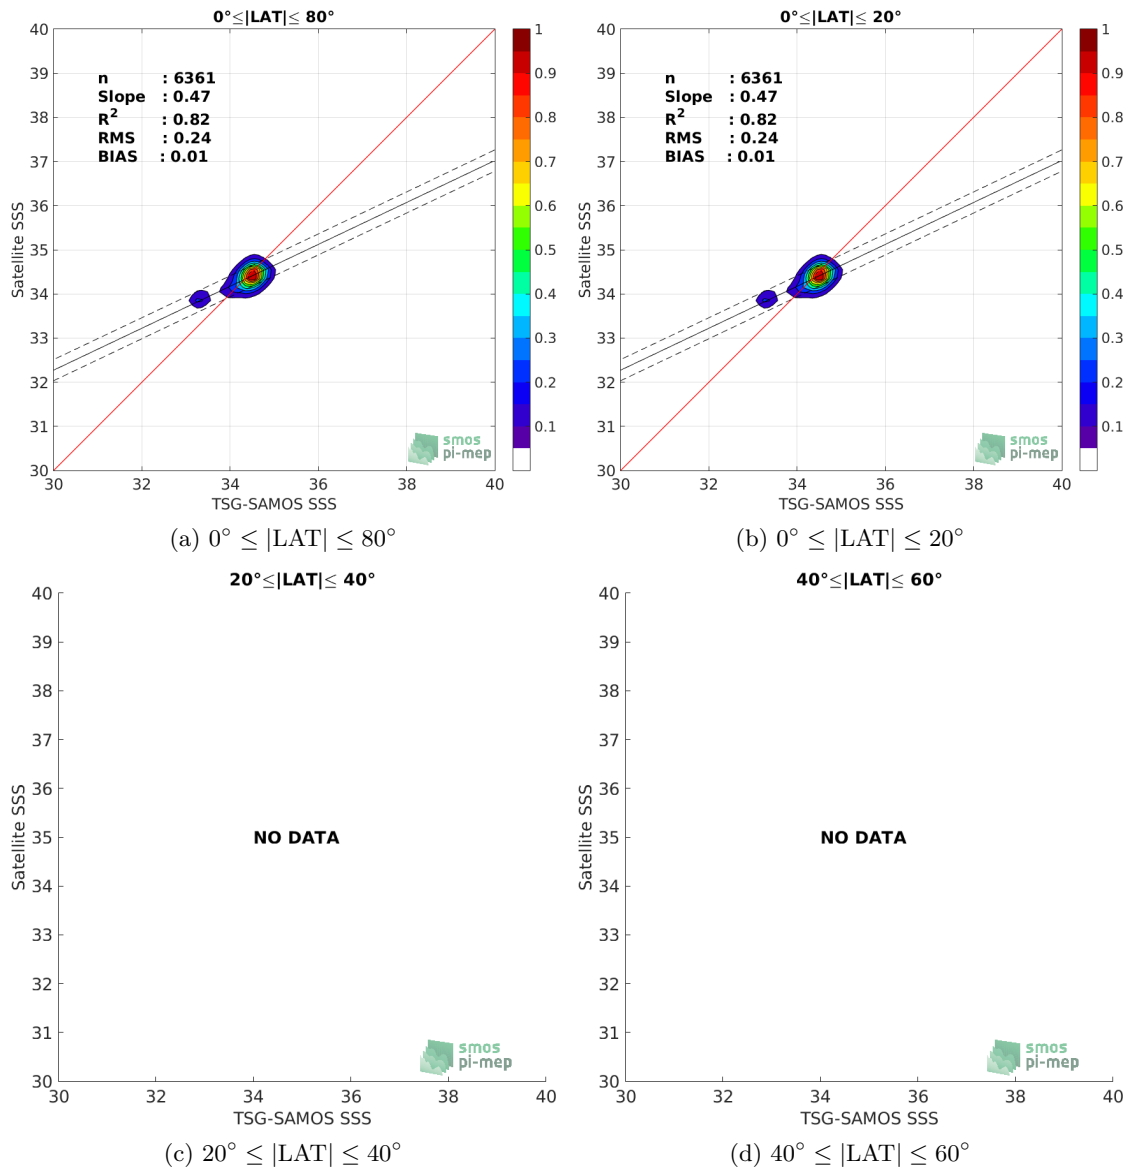 0°≤|LAT|≤ 80°
40
39
38
37
36
35
34
33
32
31
30
Satellite SSS
n : 6361
Slope : 0.47
R2 : 0.82
RMS : 0.24
BIAS : 0.01
smos
pi-mep
30 32 34 36 38 40
TSG-SAMOS SSS
1
0.9
0.8
0.7
0.6
0.5
0.4
0.3
0.2
0.1
(a) 0° ≤ |LAT| ≤ 80°
0°≤|LAT|≤ 20°
40
39
38
37
36
35
34
33
32
31
30
Satellite SSS
n : 6361
Slope : 0.47
R2 : 0.82
RMS : 0.24
BIAS : 0.01
smos
pi-mep
30 32 34 36 38 40
TSG-SAMOS SSS
1
0.9
0.8
0.7
0.6
0.5
0.4
0.3
0.2
0.1
(b) 0° ≤ |LAT| ≤ 20°
20°≤|LAT|≤ 40°
40
39
38
37
36
35
34
33
32
31
30
Satellite SSS
NO DATA
smos
pi-mep
30 32 34 36 38 40
TSG-SAMOS SSS
(c) 20° ≤ |LAT| ≤ 40°
40°≤|LAT|≤ 60°
40
39
38
37
36
35
34
33
32
31
30
Satellite SSS
NO DATA
smos
pi-mep
30 32 34 36 38 40
TSG-SAMOS SSS
(d) 40° ≤ |LAT| ≤ 60°